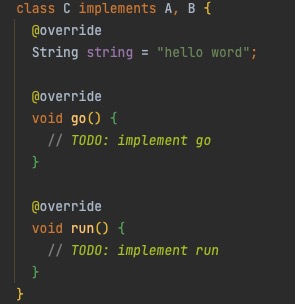 class C implements A, B {
@override
String string = "hello word";
@override
void go() {
// TODO: implement go
}
@override
void run() {
// TODO: implement run
}
}